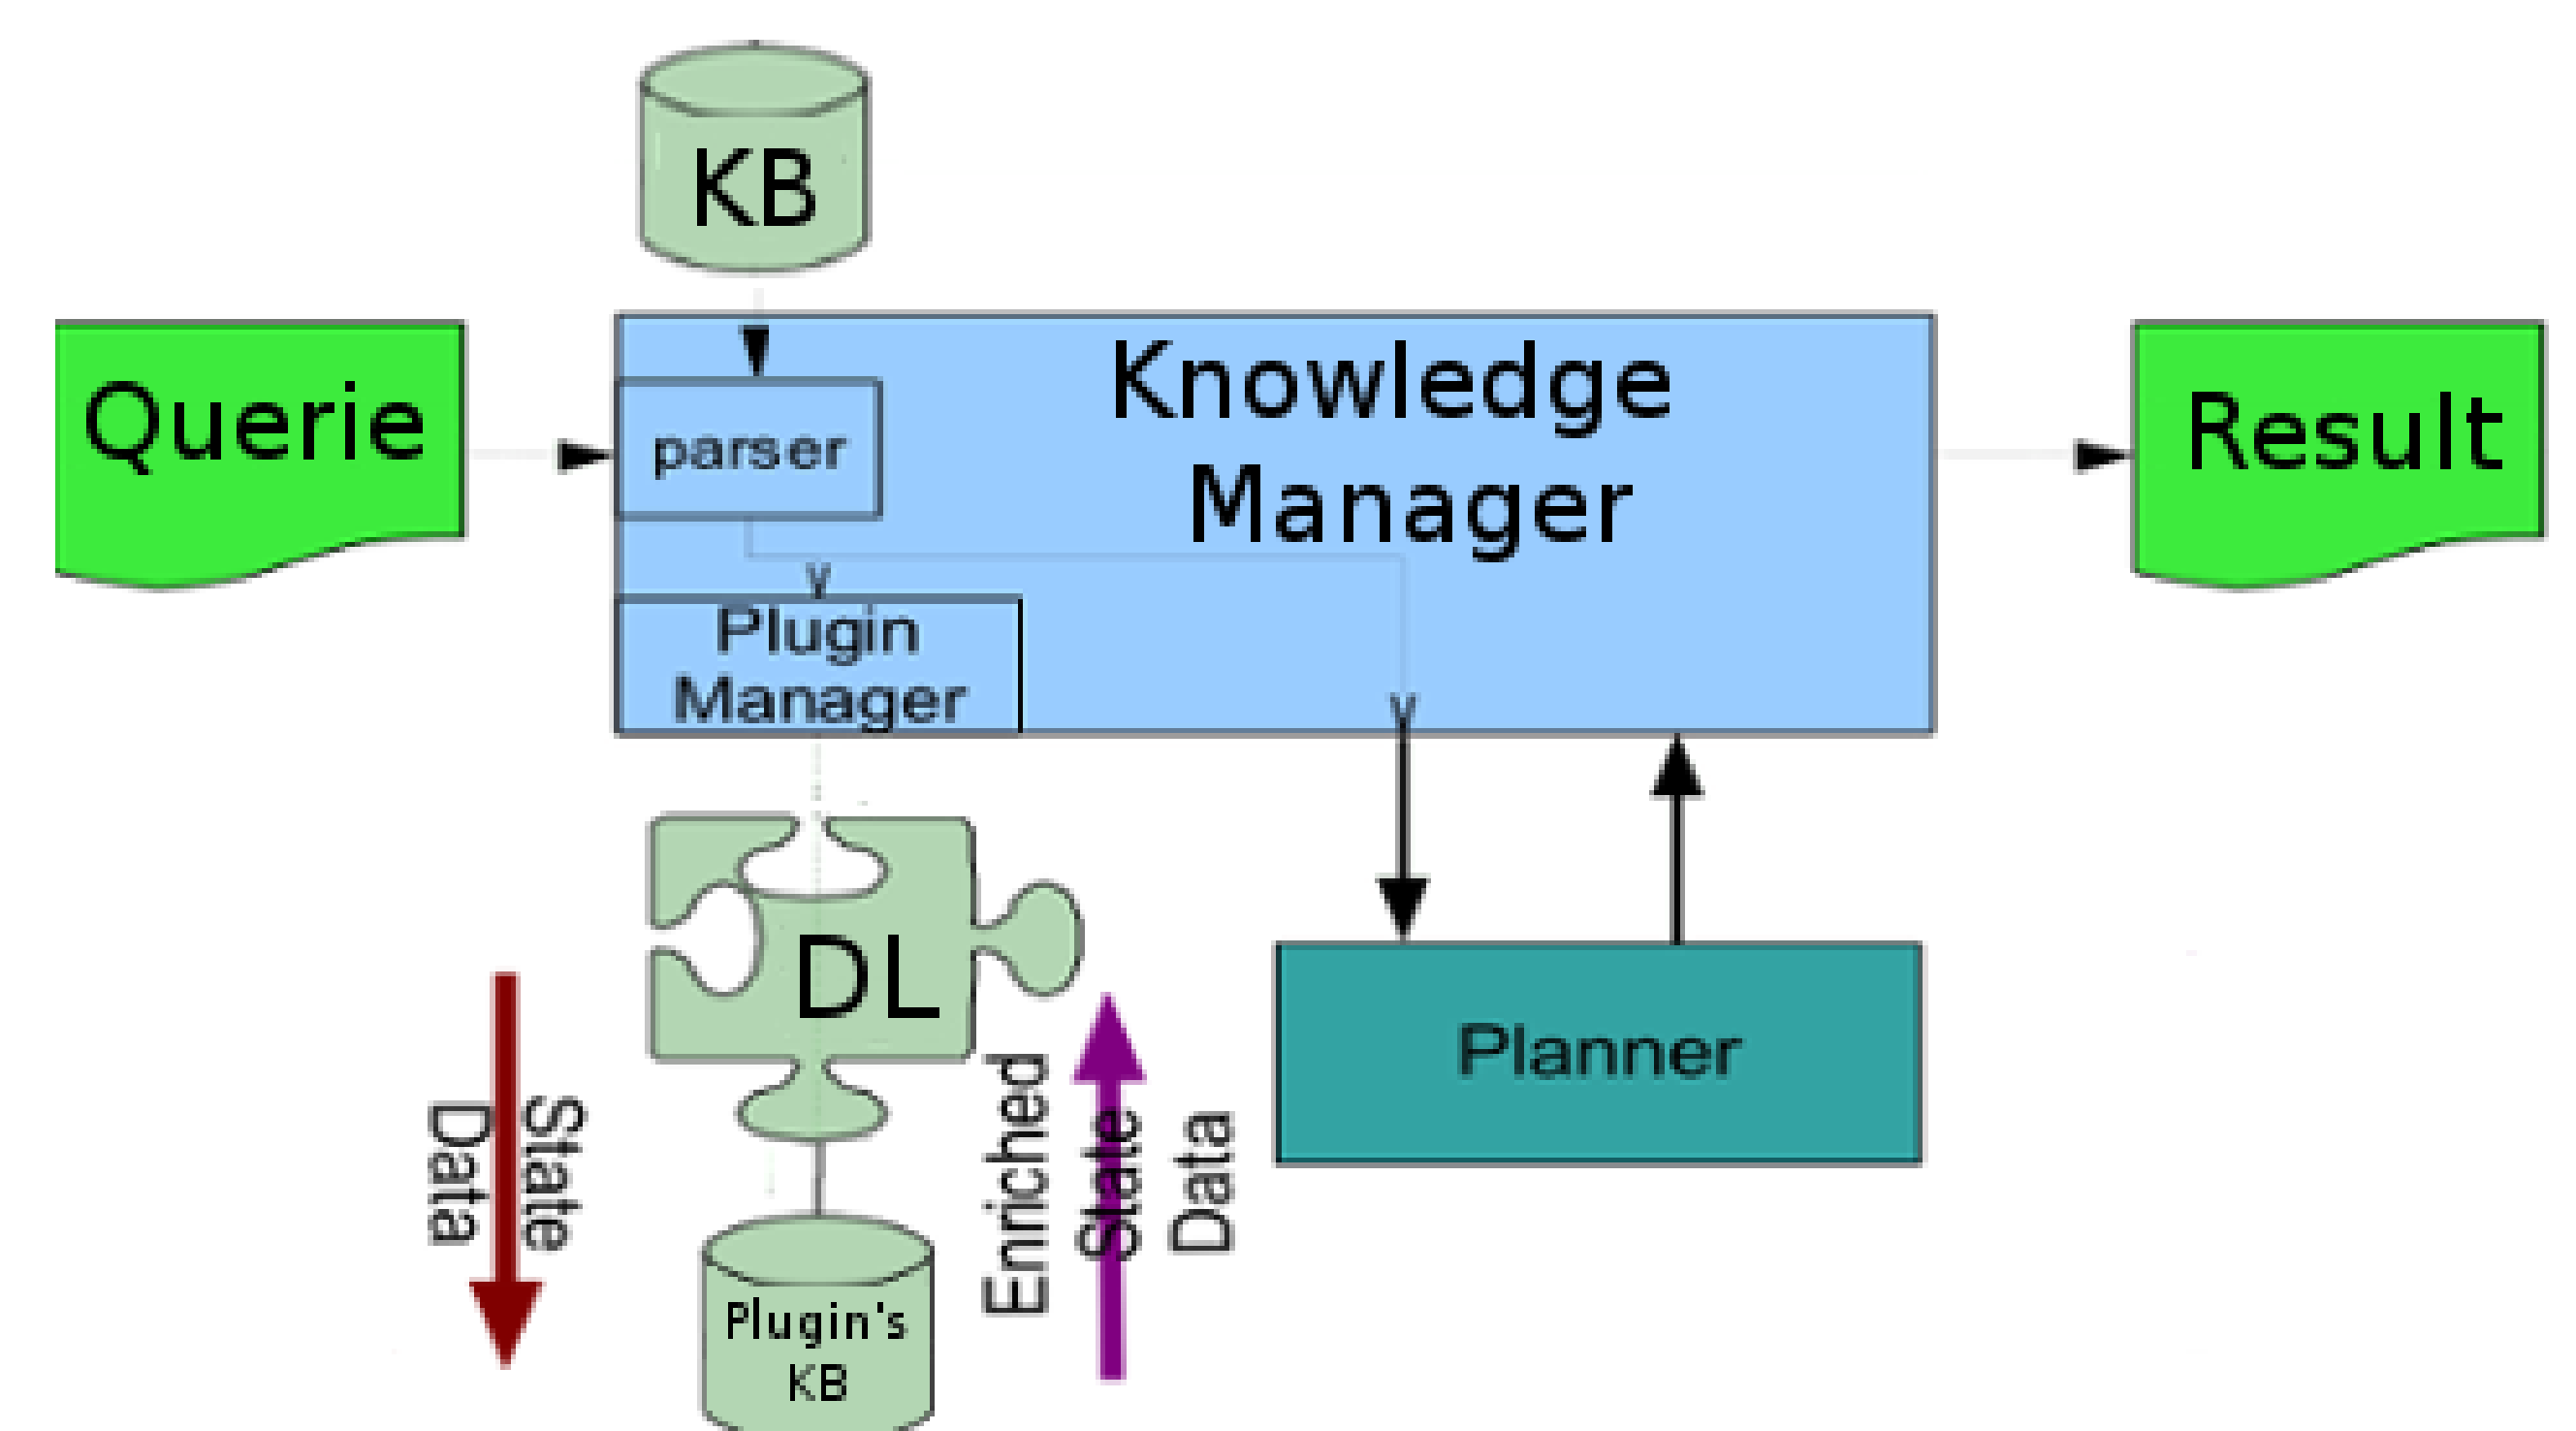 KB
Querie
parser
Knowledge
Manager
Result
Plugin
Manager
DL
State
Data
Enriched
State
Data
Planner
Plugin's
KB